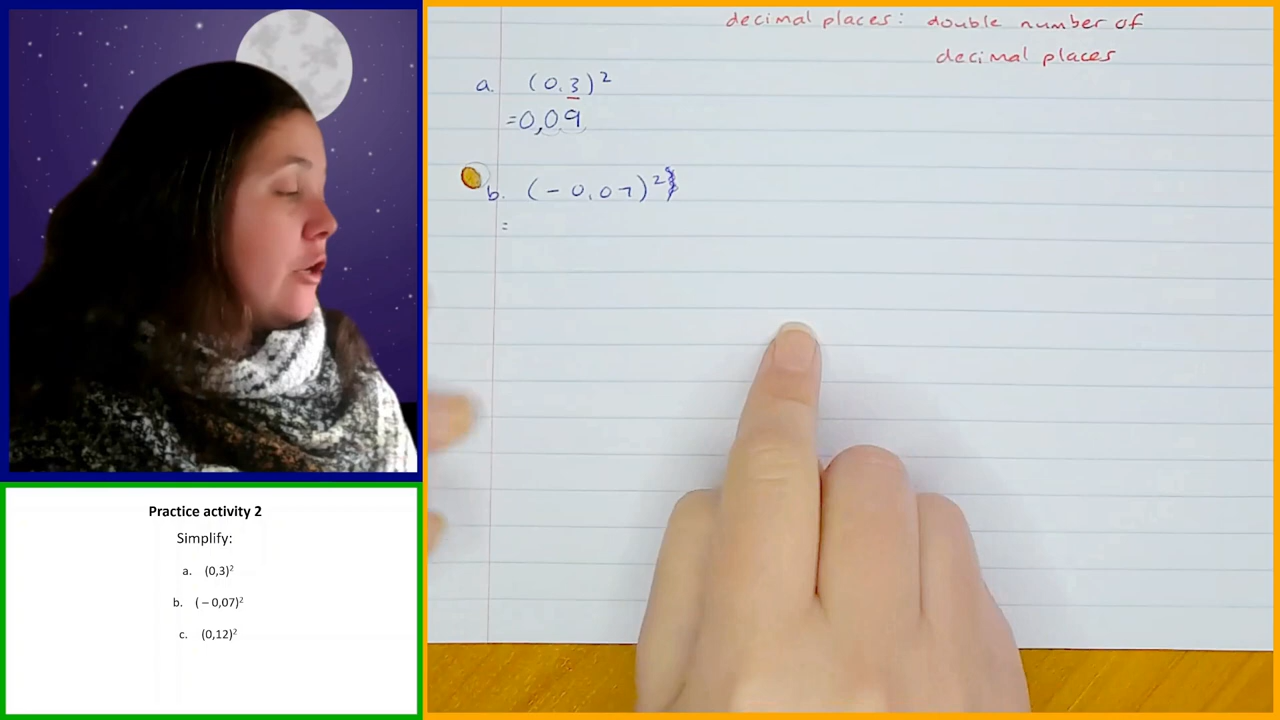 decimal places: double number of
decimal places
a. (0,3)²
=0,09
b. (-0,07)²
=
Practice activity 2
Simplify:
a. (0,3)²
b. (– 0,07)²
c. (0,12)²